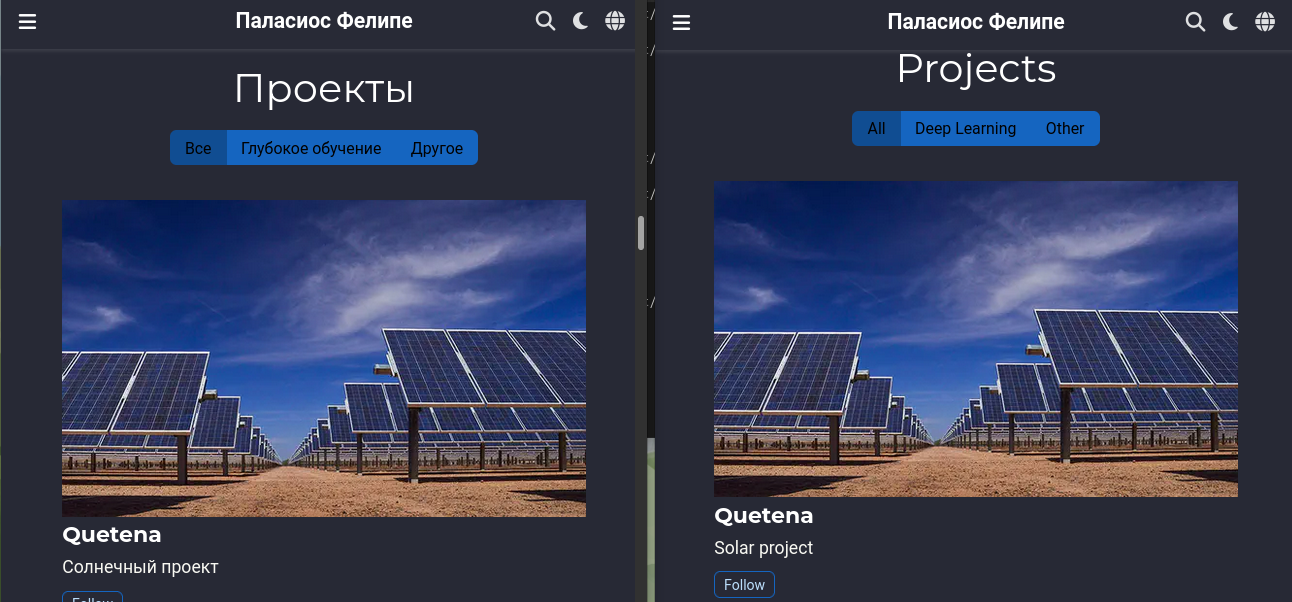 Паласиос Фелипе
Проекты
Все Глубокое обучение Другое
Quetena
Солнечный проект
Follow
Паласиос Фелипе
Projects
All Deep Learning Other
Quetena
Solar project
Follow